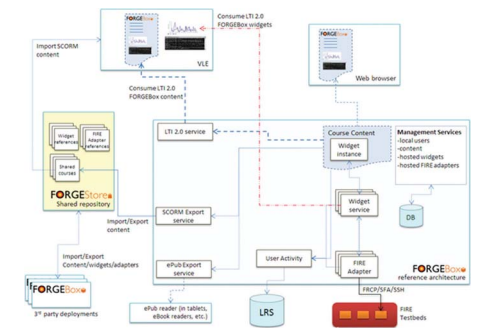 Consume LTI 2.0
FORGEBox widgets
Import SCORM
content
FORGEBox
VLE
FORGEBox
Web browser
Consume LTI 2.0
FORGEBox content
LTI 2.0 service
Course Content
Widget
instance
Management Services
-local users
-content
-hosted widgets
-hosted FIRE adapters
Widget
references
FIRE
Adapter
references
Shared
courses
FORGEStore
Shared repository
Import/Export
content
SCORM Export
service
Widget
service
DB
Import/Export
Content/widgets/adapters
ePub Export
service
User Activity
FIRE
Adapter
FORGEBox
reference architecture
FORGEBox
3rd party deployments
ePub reader (in tablets,
eBook readers, etc.)
LRS
FRCP/SFA/SSH
FIRE
Testbeds